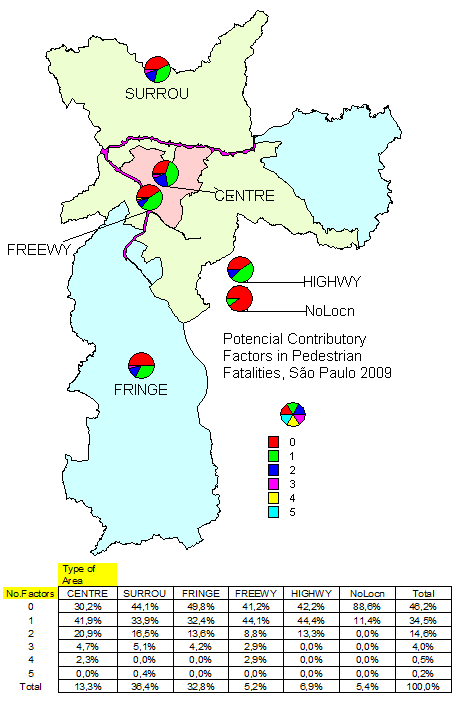 SURROU
CENTRE
FREEWY
HIGHWY
NoLocn
Potencial Contributory
Factors in Pedestrian
Fatalities, São Paulo 2009
FRINGE
0
1
2
3
4
5
Type of
Area
No.Factors CENTRE SURROU FRINGE FREEWY HIGHWY NoLocn Total
0 30,2% 44,1% 49,8% 41,2% 42,2% 88,6% 46,2%
1 41,9% 33,9% 32,4% 44,1% 44,4% 11,4% 34,5%
2 20,9% 16,5% 13,6% 8,8% 13,3% 0,0% 14,6%
3 4,7% 5,1% 4,2% 2,9% 0,0% 0,0% 4,0%
4 2,3% 0,0% 0,0% 2,9% 0,0% 0,0% 0,5%
5 0,0% 0,4% 0,0% 0,0% 0,0% 0,0% 0,2%
Total 13,3% 36,4% 32,8% 5,2% 6,9% 5,4% 100,0%